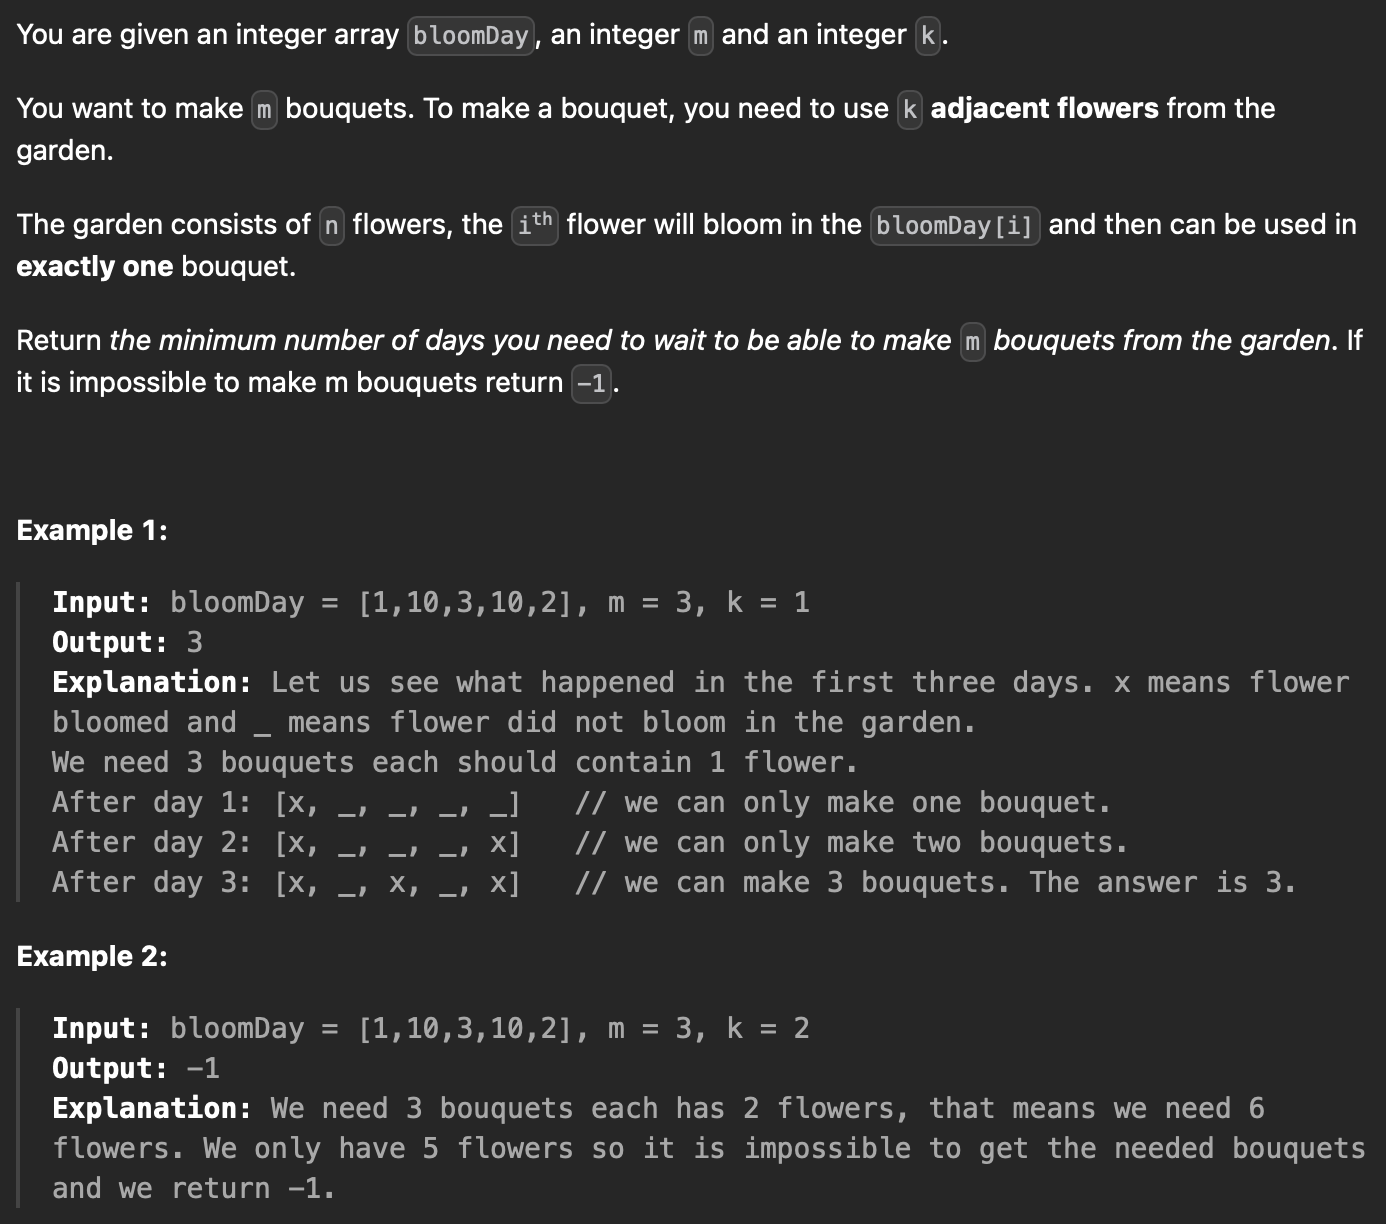 You are given an integer array bloomDay, an integer m and an integer k.
You want to make m bouquets. To make a bouquet, you need to use k adjacent flowers from the
garden.
The garden consists of n flowers, the ith flower will bloom in the bloomDay[i] and then can be used in
exactly one bouquet.
Return the minimum number of days you need to wait to be able to make m bouquets from the garden. If
it is impossible to make m bouquets return -1.
Example 1:
Input: bloomDay = [1,10,3,10,2], m = 3, k = 1
Output: 3
Explanation: Let us see what happened in the first three days. x means flower
bloomed and _ means flower did not bloom in the garden.
We need 3 bouquets each should contain 1 flower.
After day 1: [x, _, _, _, _]   // we can only make one bouquet.
After day 2: [x, _, _, _, x]   // we can only make two bouquets.
After day 3: [x, _, x, _, x]   // we can make 3 bouquets. The answer is 3.
Example 2:
Input: bloomDay = [1,10,3,10,2], m = 3, k = 2
Output: -1
Explanation: We need 3 bouquets each has 2 flowers, that means we need 6
flowers. We only have 5 flowers so it is impossible to get the needed bouquets
and we return -1.